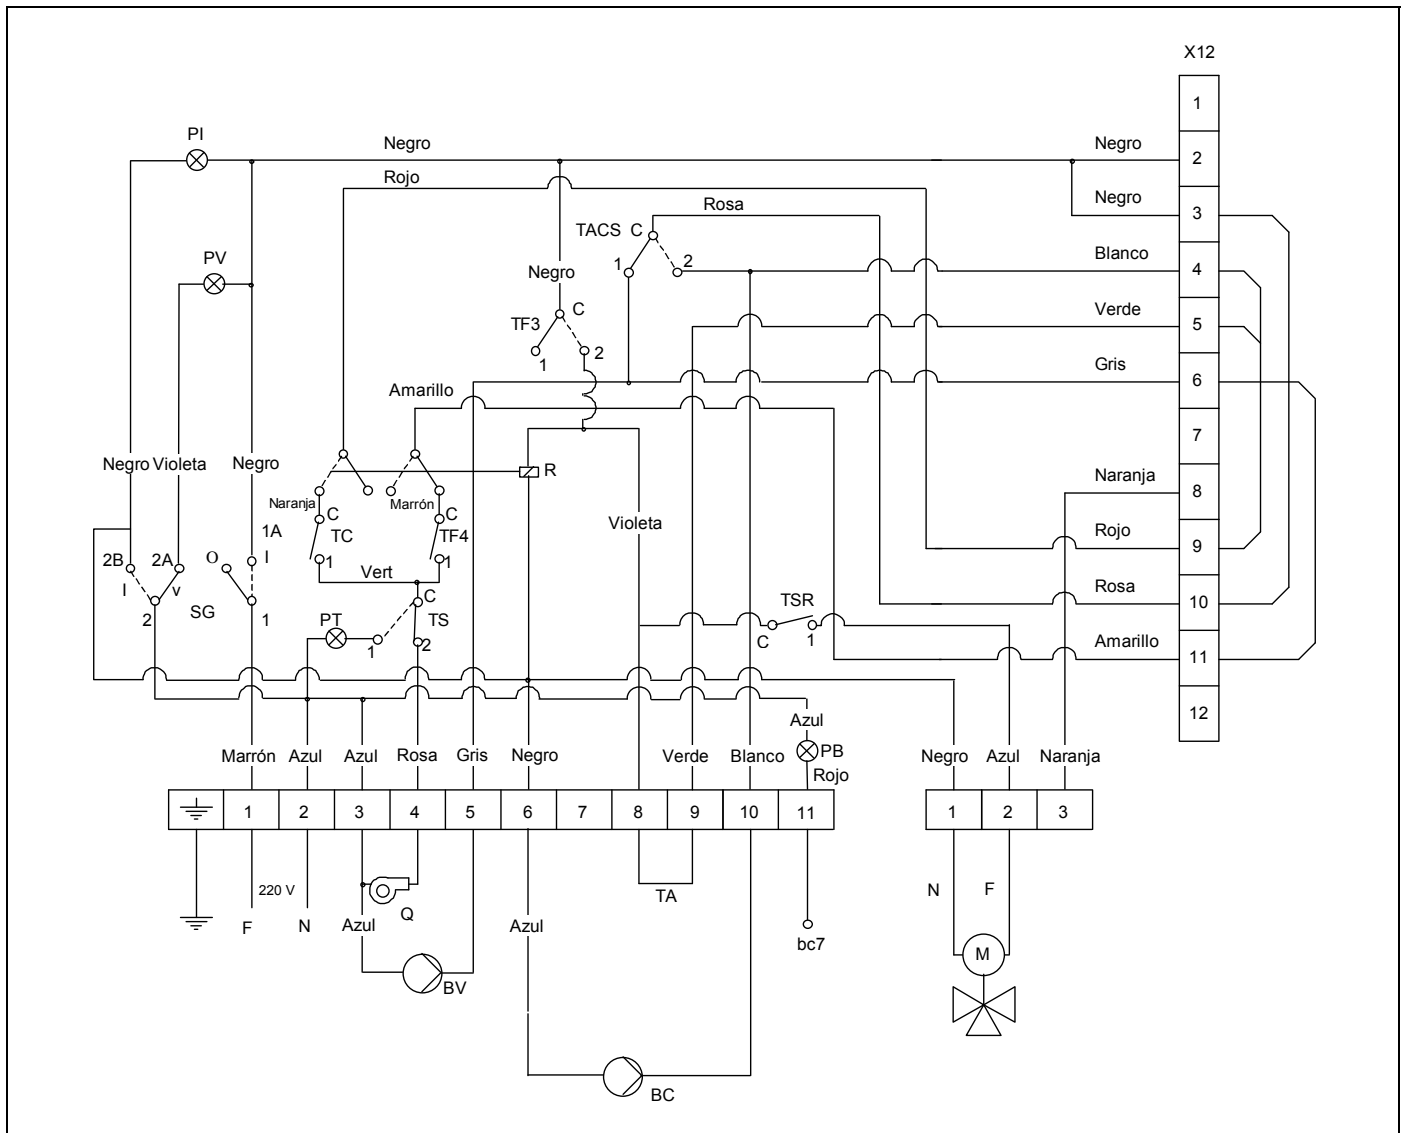 X12
1
PI
Negro
Negro
2
Rojo
Negro
3
Rosa
TACS C
PV
1
2
Blanco
4
Negro
C
TF3
Verde
5
1
2
Gris
6
Amarillo
7
Negro
Violeta
Negro
R
Naranja
8
Naranja
Marrón
C
C
Violeta
1A
TC
TF4
Rojo
9
2B
2A
O
I
1
1
Vert
I
v
C
TSR
Rosa
10
2
SG
1
PT
TS
1
2
C
1
Amarillo
11
12
Azul
Marrón
Azul
Azul
Rosa
Gris
Negro
Verde
Blanco
PB
Negro
Azul
Naranja
Rojo
1
2
3
4
5
6
7
8
9
10
11
1
2
3
220 V
TA
N
F
F
N
Azul
Q
Azul
bc7
M
BV
BC